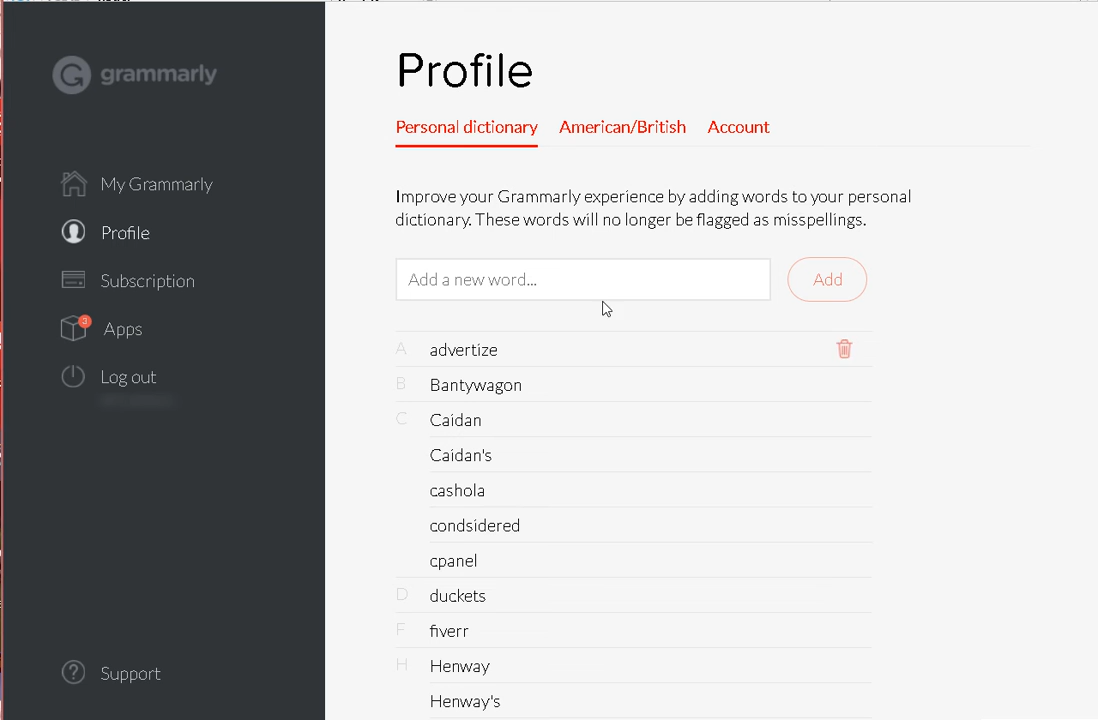 grammarly
My Grammarly
Profile
Subscription
3
Apps
Log out
Support
Profile
Personal dictionary American/British Account
Improve your Grammarly experience by adding words to your personal
dictionary. These words will no longer be flagged as misspellings.
Add a new word... Add
A advertize
B Bantywagon
C Caidan
Caidan's
cashola
condsidered
cpanel
D duckets
F fiverr
H Henway
Henway's